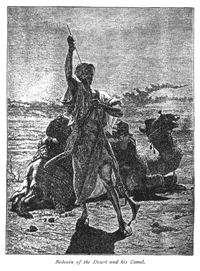 Bedouin of the Desert and his Camel.